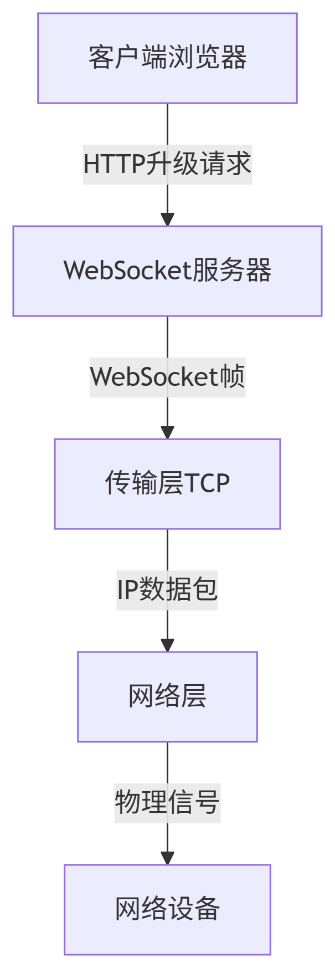 客户端浏览器
HTTP升级请求
WebSocket服务器
WebSocket帧
传输层TCP
IP数据包
网络层
物理信号
网络设备